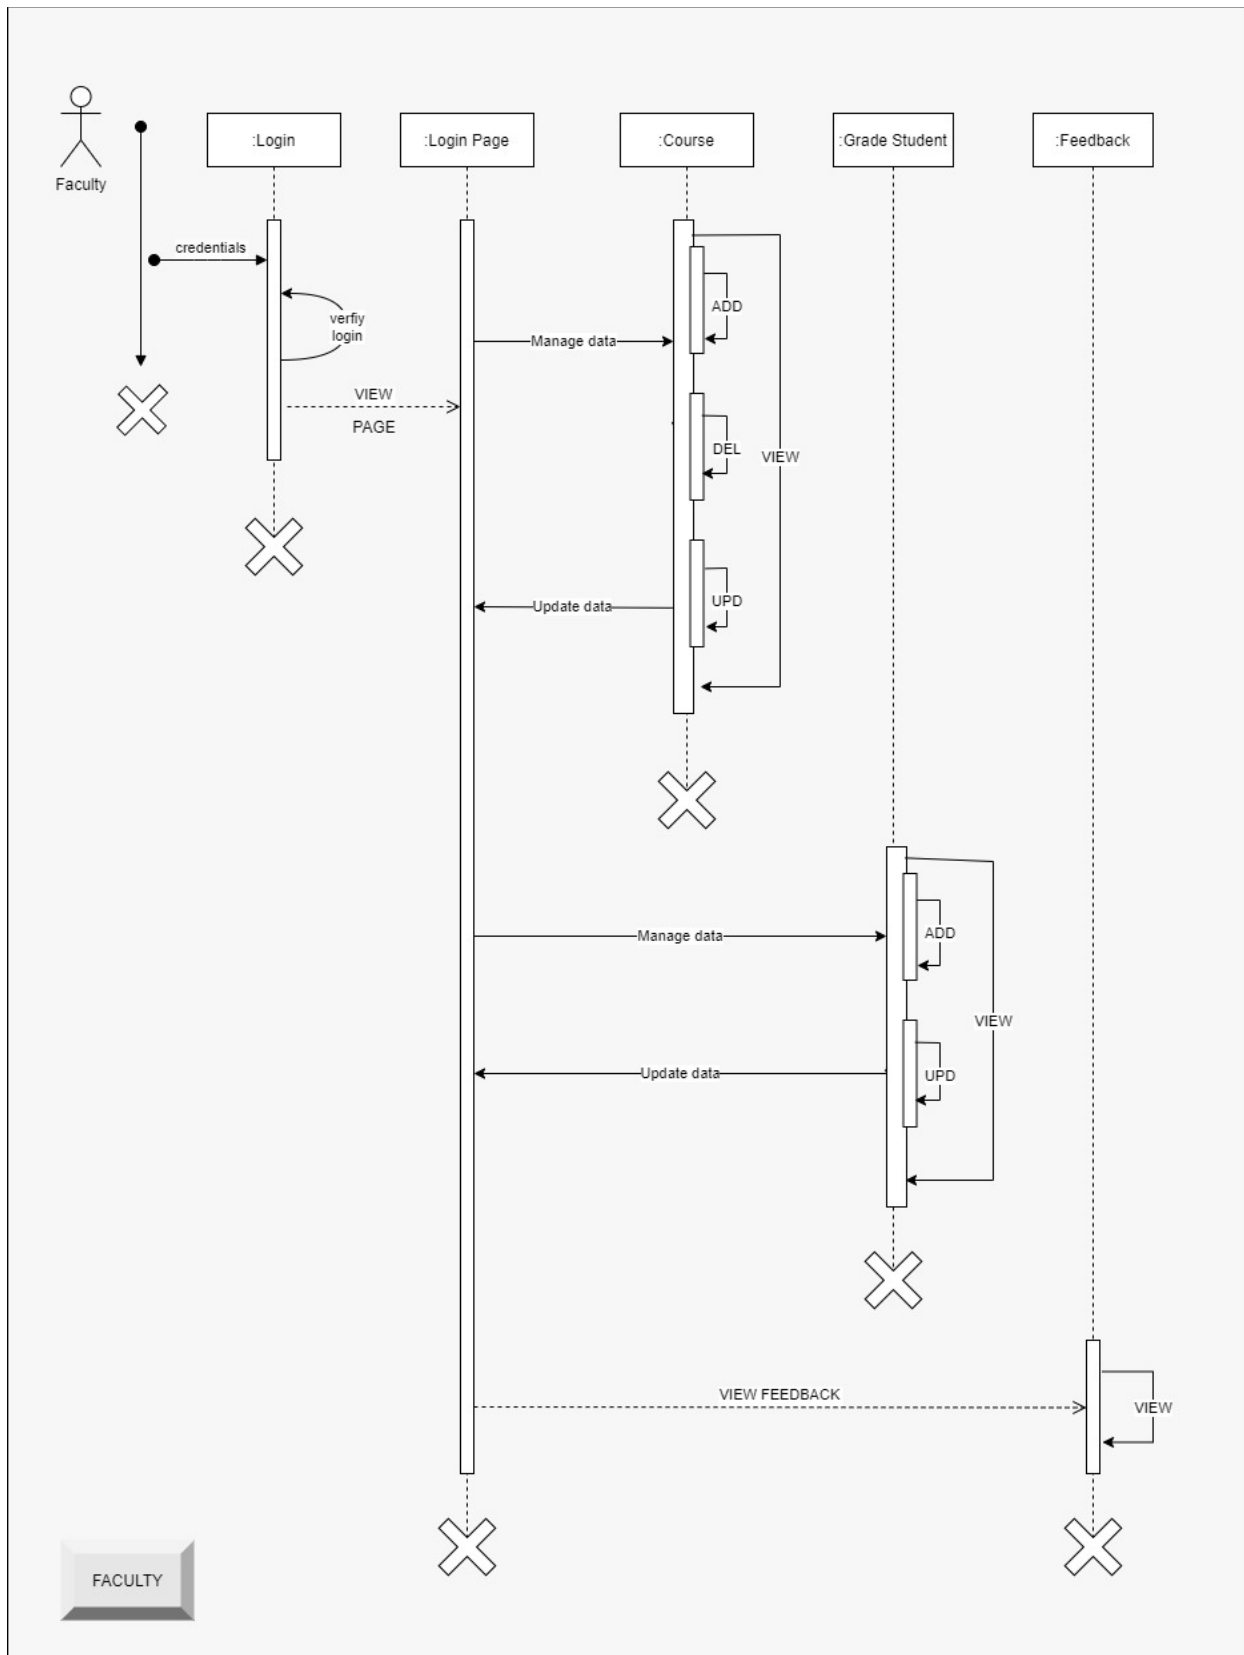 :Login
:Login Page
:Course
:Grade Student
:Feedback
Faculty
credentials
verfiy
login
VIEW
PAGE
Manage data
ADD
DEL
VIEW
UPD
Update data
Manage data
ADD
VIEW
UPD
Update data
VIEW FEEDBACK
VIEW
FACULTY